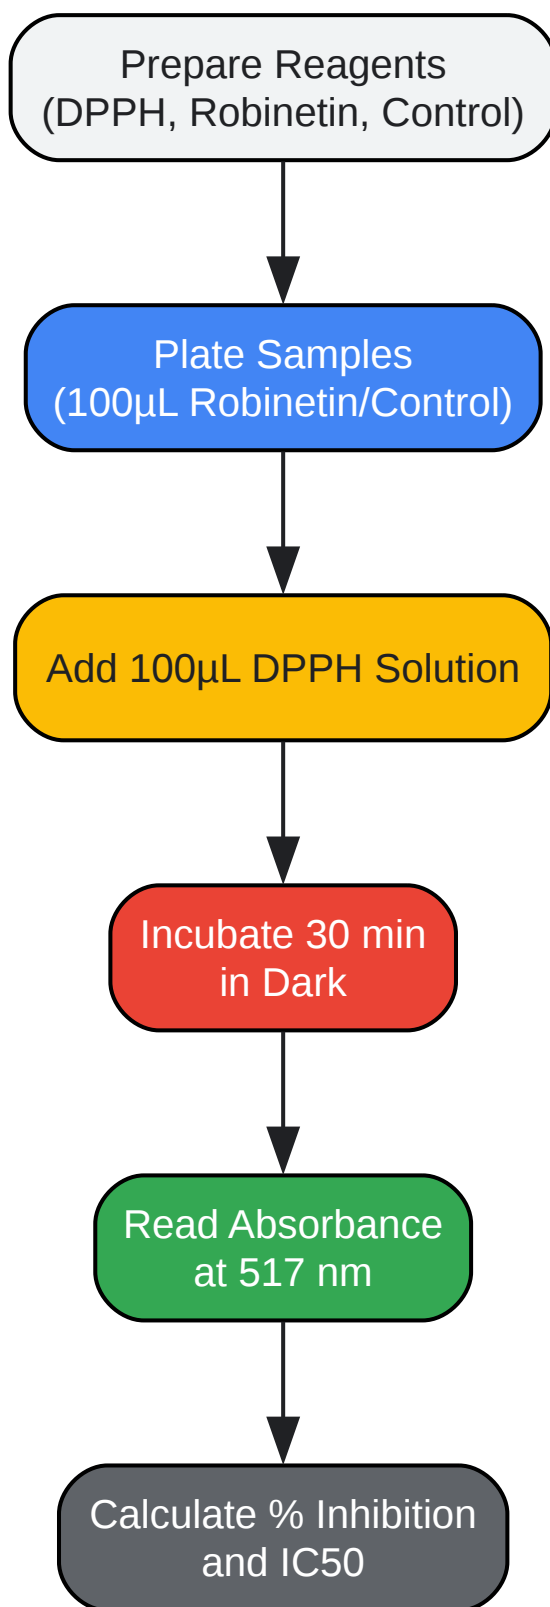 Prepare Reagents
(DPPH, Robinetin, Control)
Plate Samples
(100µL Robinetin/Control)
Add 100µL DPPH Solution
Incubate 30 min
in Dark
Read Absorbance
at 517 nm
Calculate % Inhibition
and IC50